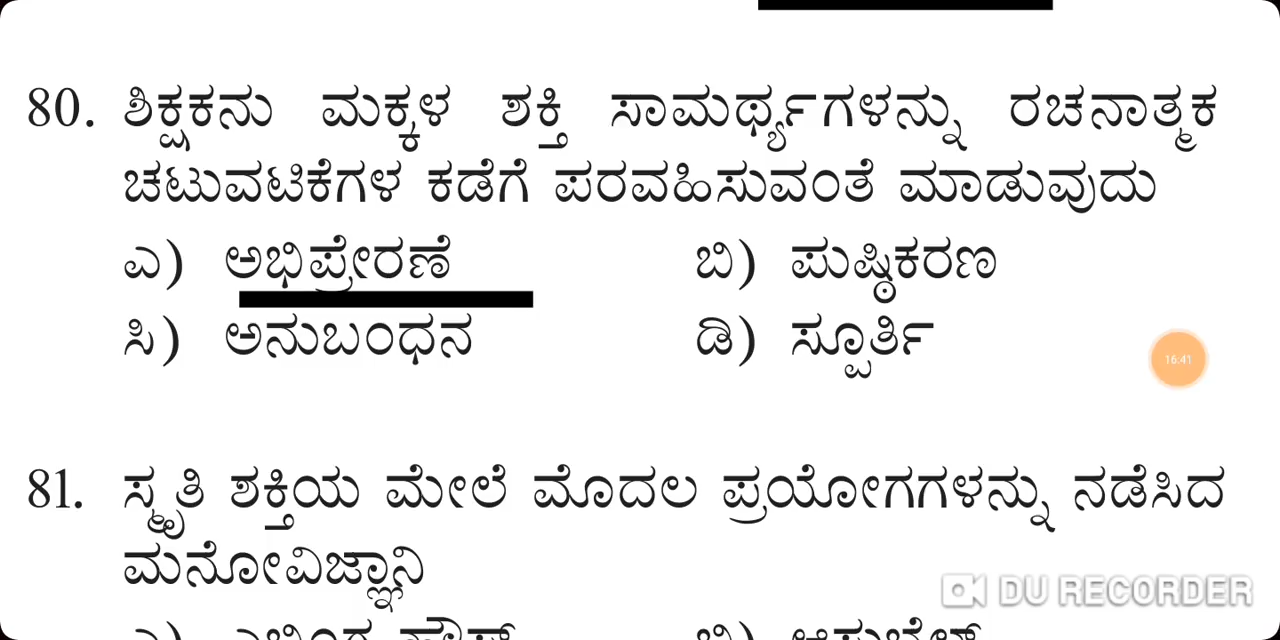 80. ಶಿಕ್ಷಕನು ಮಕ್ಕಳ ಶಕ್ತಿ ಸಾಮರ್ಥ್ಯಗಳನ್ನು ರಚನಾತ್ಮಕ
ಚಟುವಟಿಕೆಗಳ ಕಡೆಗೆ ಪರವಹಿಸುವಂತೆ ಮಾಡುವುದು
ಎ) ಅಭಿಪ್ರೇರಣೆ ಬಿ) ಪುಷ್ಠಿಕರಣ
ಸಿ) ಅನುಬಂಧನ ಡಿ) ಸ್ಪೂರ್ತಿ
16:41
81. ಸ್ಮೃತಿ ಶಕ್ತಿಯ ಮೇಲೆ ಮೊದಲ ಪ್ರಯೋಗಗಳನ್ನು ನಡೆಸಿದ
ಮನೋವಿಜ್ಞಾನಿ
DU RECORDER